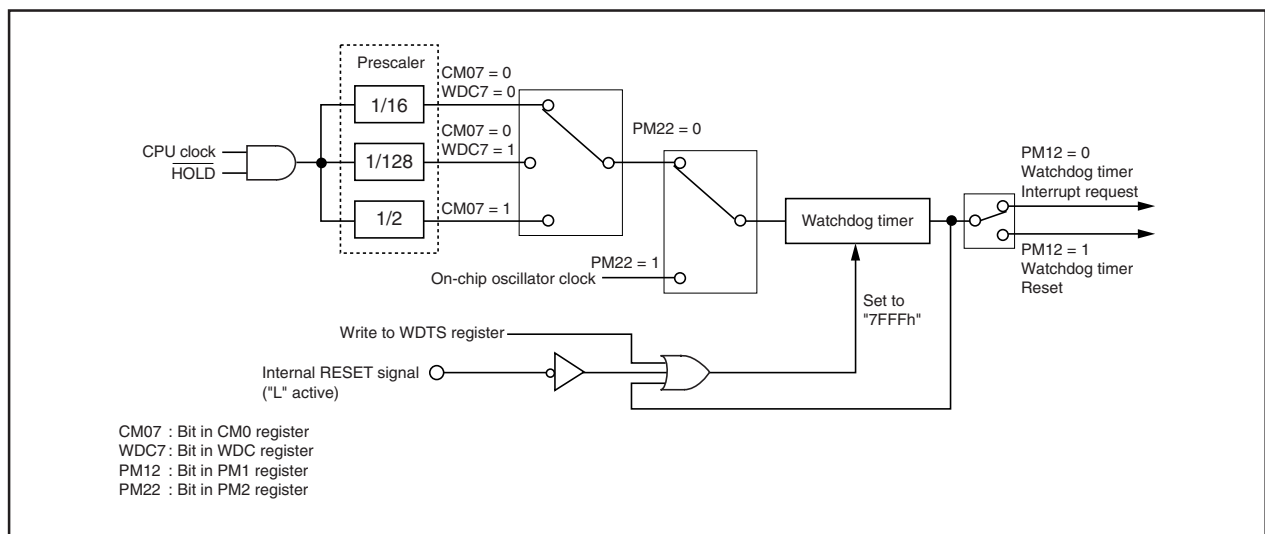 Prescaler
CM07 = 0
WDC7 = 0
1/16
CM07 = 0
WDC7 = 1
1/128
CM07 = 1
1/2
CPU clock
HOLD
PM22 = 0
PM22 = 1
On-chip oscillator clock
Watchdog timer
PM12 = 0
Watchdog timer
Interrupt request
PM12 = 1
Watchdog timer
Reset
Set to
"7FFFh"
Write to WDTS register
Internal RESET signal
("L" active)
CM07 : Bit in CM0 register
WDC7 : Bit in WDC register
PM12 : Bit in PM1 register
PM22 : Bit in PM2 register